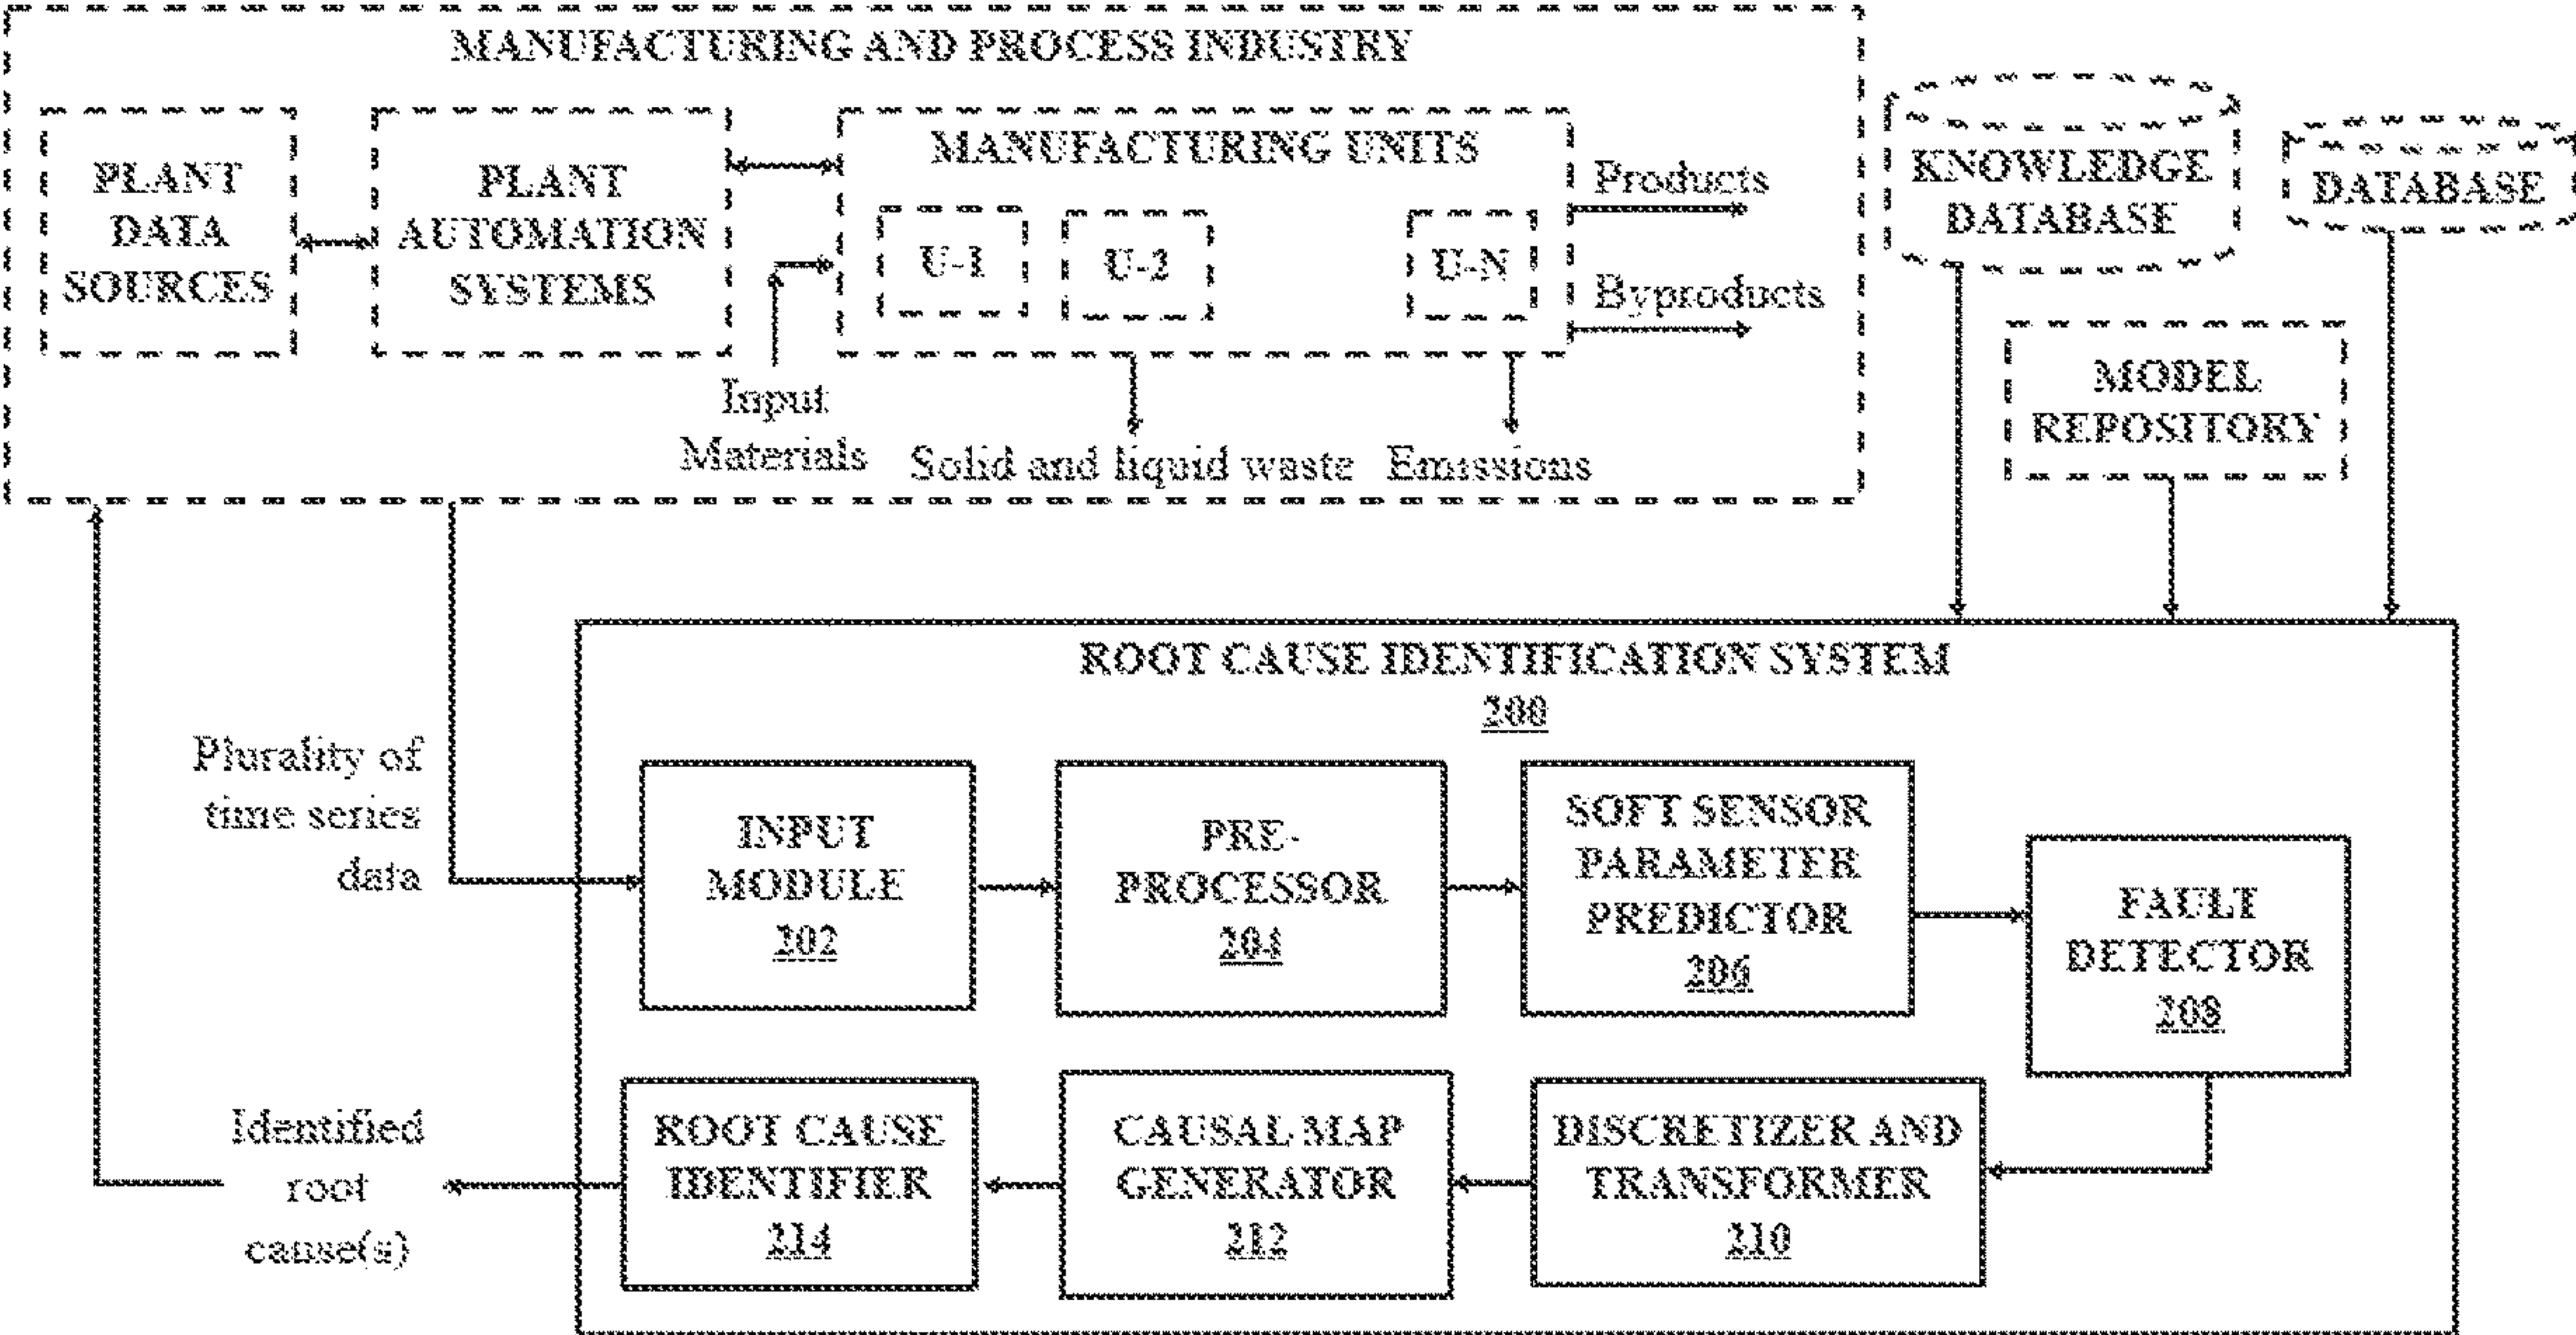 MANUFACTURING AND PROCESS INDUSTRY
PLANT
DATA
SOURCES
PLANT
AUTOMATION
SYSTEMS
MANUFACTURING UNITS
U-1
U-2
U-N
Products
Byproducts
Input
Materials
Solid and liquid waste
Emissions
KNOWLEDGE
DATABASE
DATABASE
MODEL
REPOSITORY
ROOT CAUSE IDENTIFICATION SYSTEM
200
Plurality of
time series
data
INPUT
MODULE
202
PRE-
PROCESSOR
204
SOFT SENSOR
PARAMETER
PREDICTOR
206
FAULT
DETECTOR
208
DISCRETIZER AND
TRANSFORMER
210
CAUSAL MAP
GENERATOR
212
ROOT CAUSE
IDENTIFIER
214
Identified
root
cause(s)